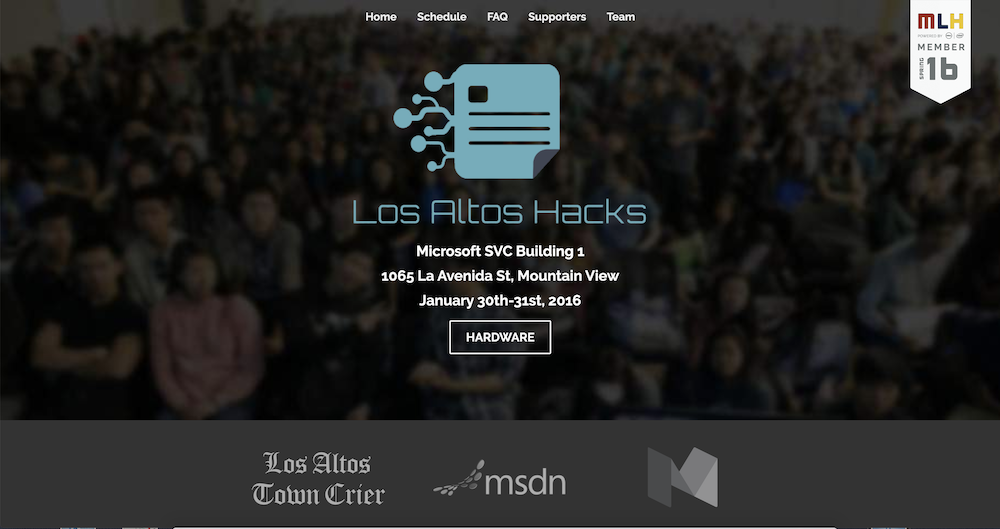 Home Schedule FAQ Supporters Team
MLH
POWERED BY
MEMBER
SPRING 16
Los Altos Hacks
Microsoft SVC Building 1
1065 La Avenida St, Mountain View
January 30th-31st, 2016
HARDWARE
Los Altos
Town Crier
msdn